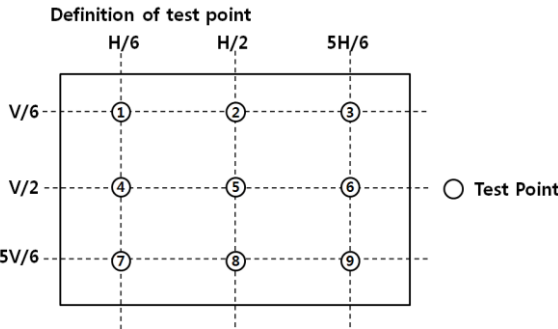 Definition of test point
H/6 H/2 5H/6
V/6 1 2 3
V/2 4 5 6 Test Point
5V/6 7 8 9